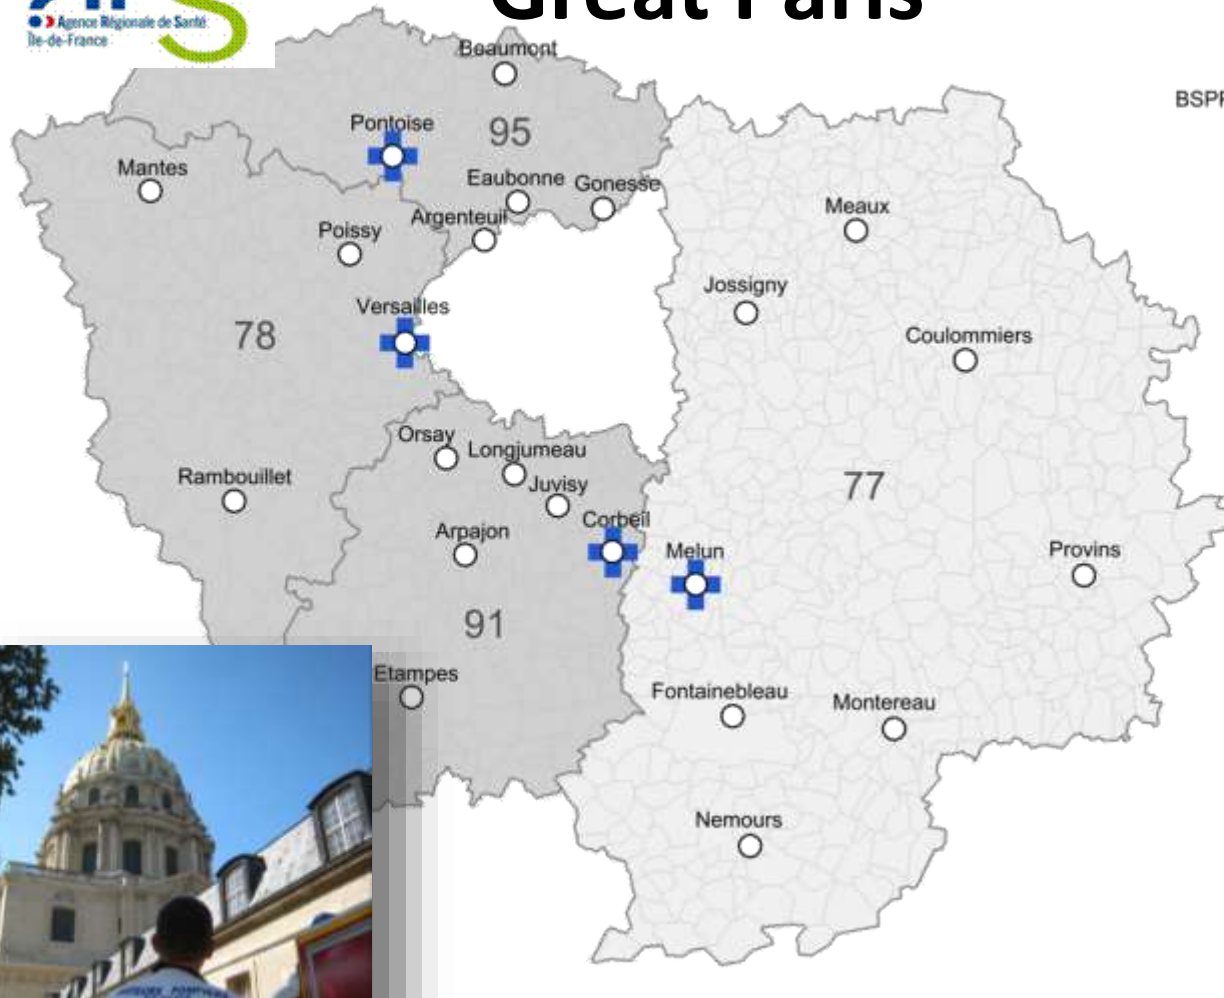 Great Paris
Agence Régionale de Santé
Île-de-France
Beaumont
Pontoise
95
Mantes
Eaubonne
Gonesse
Argenteuil
Poissy
Meaux
Jossigny
Versailles
78
Coulommiers
Orsay
Longjumeau
Rambouillet
Juvisy
77
Corbeil
Arpajon
Melun
Provins
91
Etampes
Fontainebleau
Montereau
Nemours